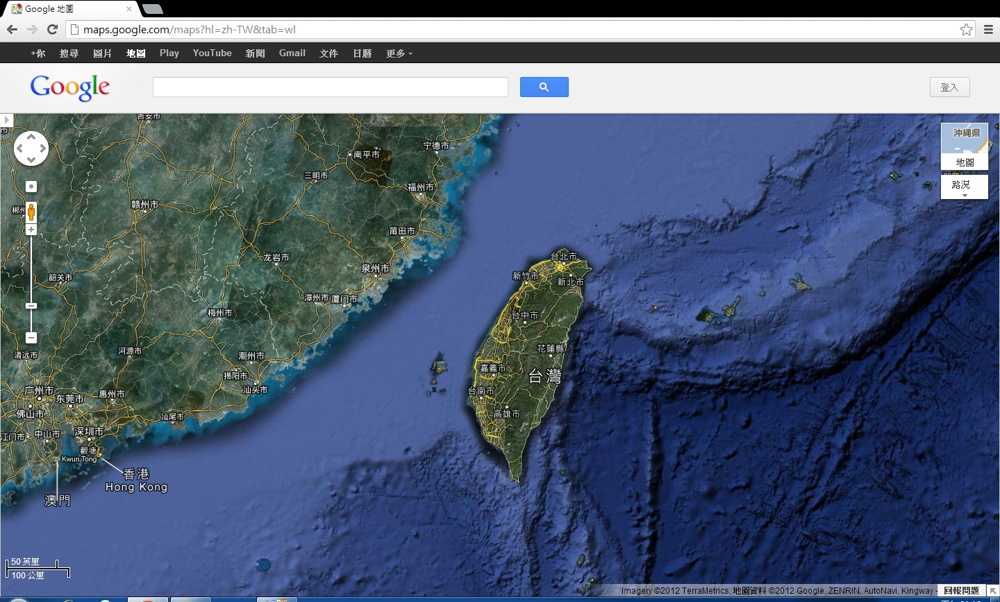 Google 地圖
maps.google.com/maps?hl=zh-TW&tab=wl
+你 搜尋 圖片 地圖 Play YouTube 新聞 Gmail 文件 日曆 更多
Google
登入
吉安市
沖縄県
地圖
路況
宁德市
南平市
三明市
福州市
赣州市
郴州
莆田市
龙岩市
台北市
泉州市
新竹市
新北市
韶关市
漳州市 厦门市
梅州市
台中市
河源市
花蓮縣
清远市
潮州市
嘉義市
揭阳市
台灣
广州市
汕头市
台南市
东莞市
惠州市
佛山市
高雄市
汕尾市
江门市
中山市
深圳市
觀塘
Kwun Tong
香港
Hong Kong
澳門
50 英里
100 公里
Imagery ©2012 TerraMetrics, 地圖資料 ©2012 Google, ZENRIN, AutoNavi, Kingway - 回報問題